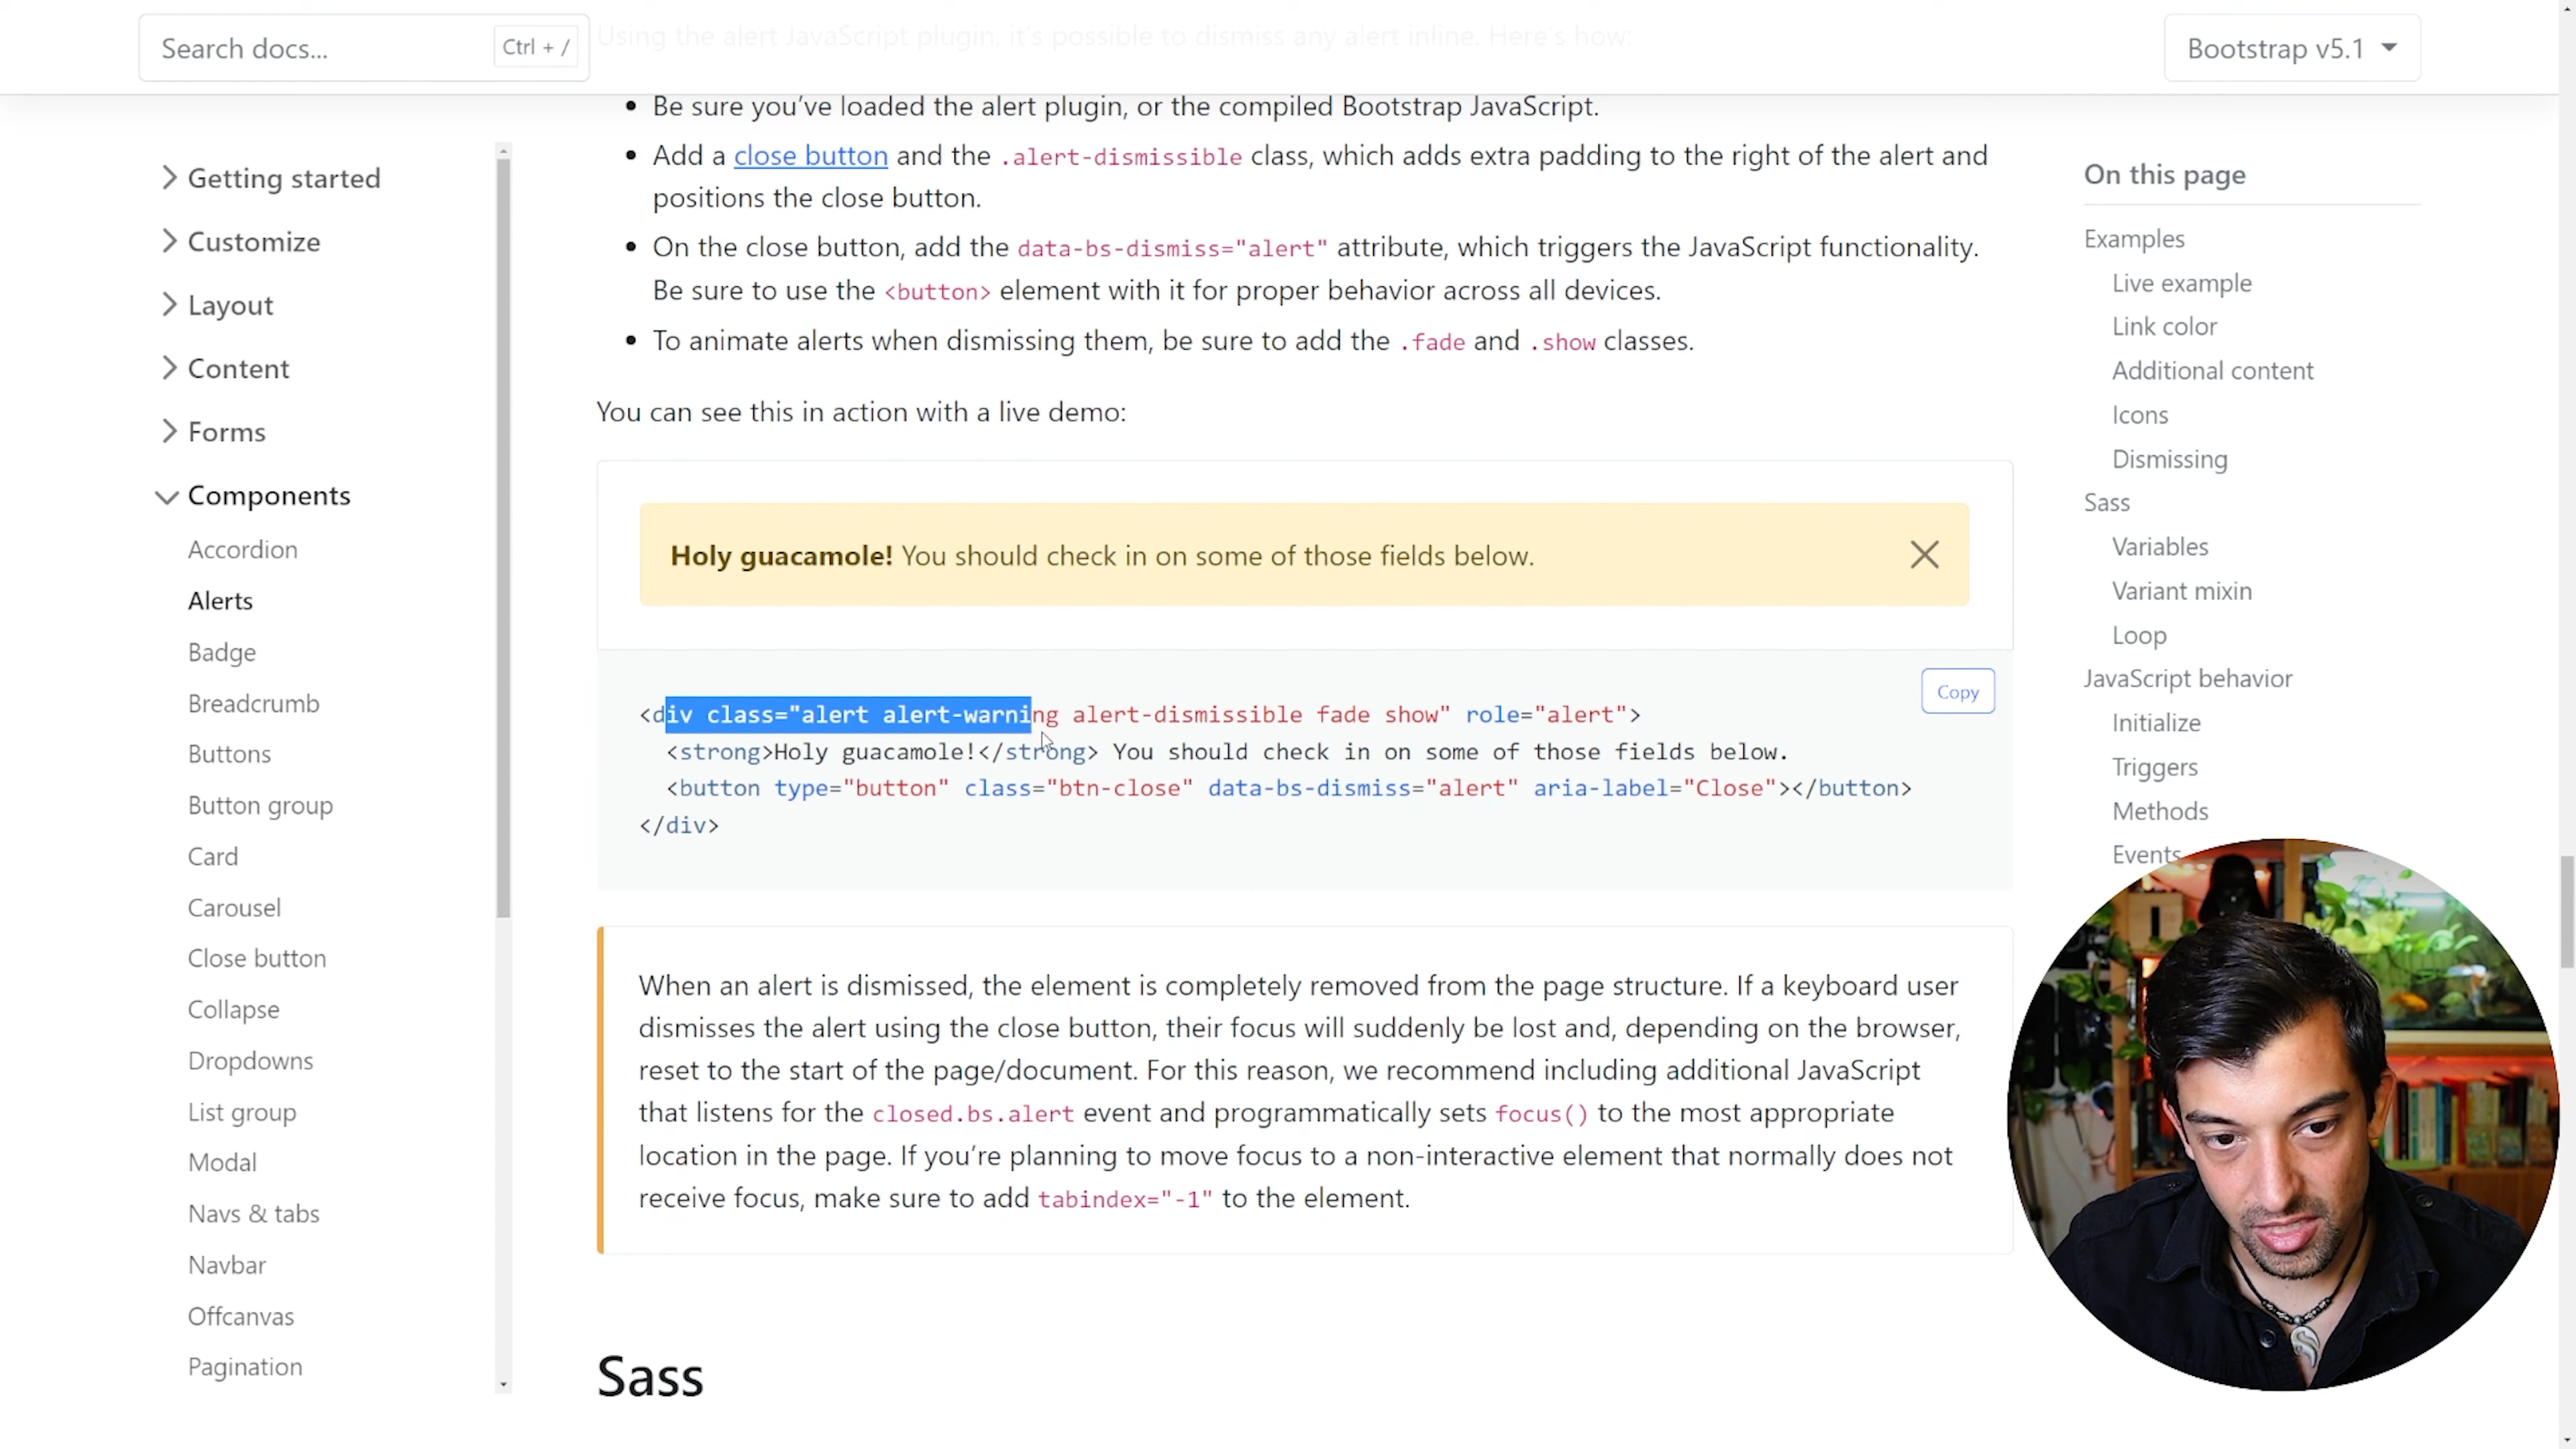 Search docs...
Ctrl + /
Using the alert JavaScript plugin, it's possible to dismiss any alert inline. Here's how:
Bootstrap v5.1
Getting started
Customize
Layout
Content
Forms
Components
Accordion
Alerts
Badge
Breadcrumb
Buttons
Button group
Card
Carousel
Close button
Collapse
Dropdowns
List group
Modal
Navs & tabs
Navbar
Offcanvas
Pagination
Be sure you've loaded the alert plugin, or the compiled Bootstrap JavaScript.
Add a close button and the .alert-dismissible class, which adds extra padding to the right of the alert and
positions the close button.
On the close button, add the data-bs-dismiss="alert" attribute, which triggers the JavaScript functionality.
Be sure to use the <button> element with it for proper behavior across all devices.
To animate alerts when dismissing them, be sure to add the .fade and .show classes.
You can see this in action with a live demo:
Holy guacamole! You should check in on some of those fields below.
Copy
<div class="alert alert-warning alert-dismissible fade show" role="alert">
<strong>Holy guacamole!</strong> You should check in on some of those fields below.
<button type="button" class="btn-close" data-bs-dismiss="alert" aria-label="Close"></button>
</div>
When an alert is dismissed, the element is completely removed from the page structure. If a keyboard user
dismisses the alert using the close button, their focus will suddenly be lost and, depending on the browser,
reset to the start of the page/document. For this reason, we recommend including additional JavaScript
that listens for the closed.bs.alert event and programmatically sets focus() to the most appropriate
location in the page. If you're planning to move focus to a non-interactive element that normally does not
receive focus, make sure to add tabindex="-1" to the element.
Sass
On this page
Examples
Live example
Link color
Additional content
Icons
Dismissing
Sass
Variables
Variant mixin
Loop
JavaScript behavior
Initialize
Triggers
Methods
Events